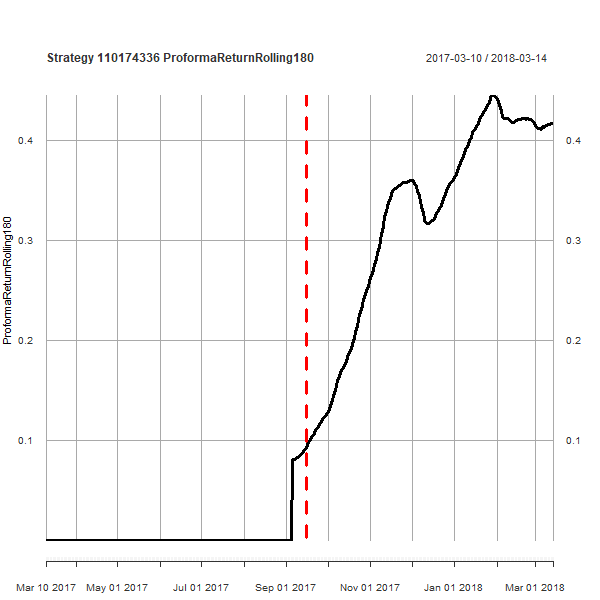 Strategy 110174336 ProformaReturnRolling180
2017-03-10 / 2018-03-14
ProformaReturnRolling180
0.4 0.4
0.3 0.3
0.2 0.2
0.1 0.1
Mar 10 2017 May 01 2017 Jul 01 2017 Sep 01 2017 Nov 01 2017 Jan 01 2018 Mar 01 2018